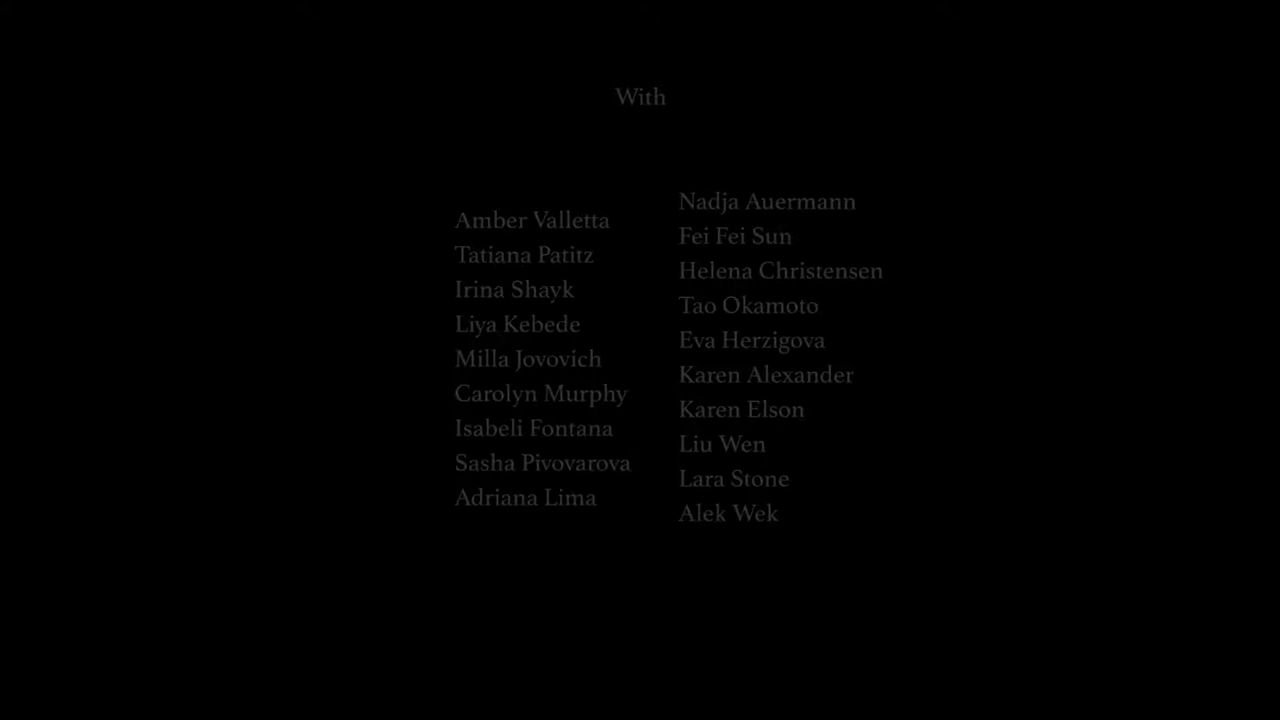 With
Amber Valletta
Tatiana Patitz
Irina Shayk
Liya Kebede
Milla Jovovich
Carolyn Murphy
Isabeli Fontana
Sasha Pivovarova
Adriana Lima
Nadja Auermann
Fei Fei Sun
Helena Christensen
Tao Okamoto
Eva Herzigova
Karen Alexander
Karen Elson
Liu Wen
Lara Stone
Alek Wek